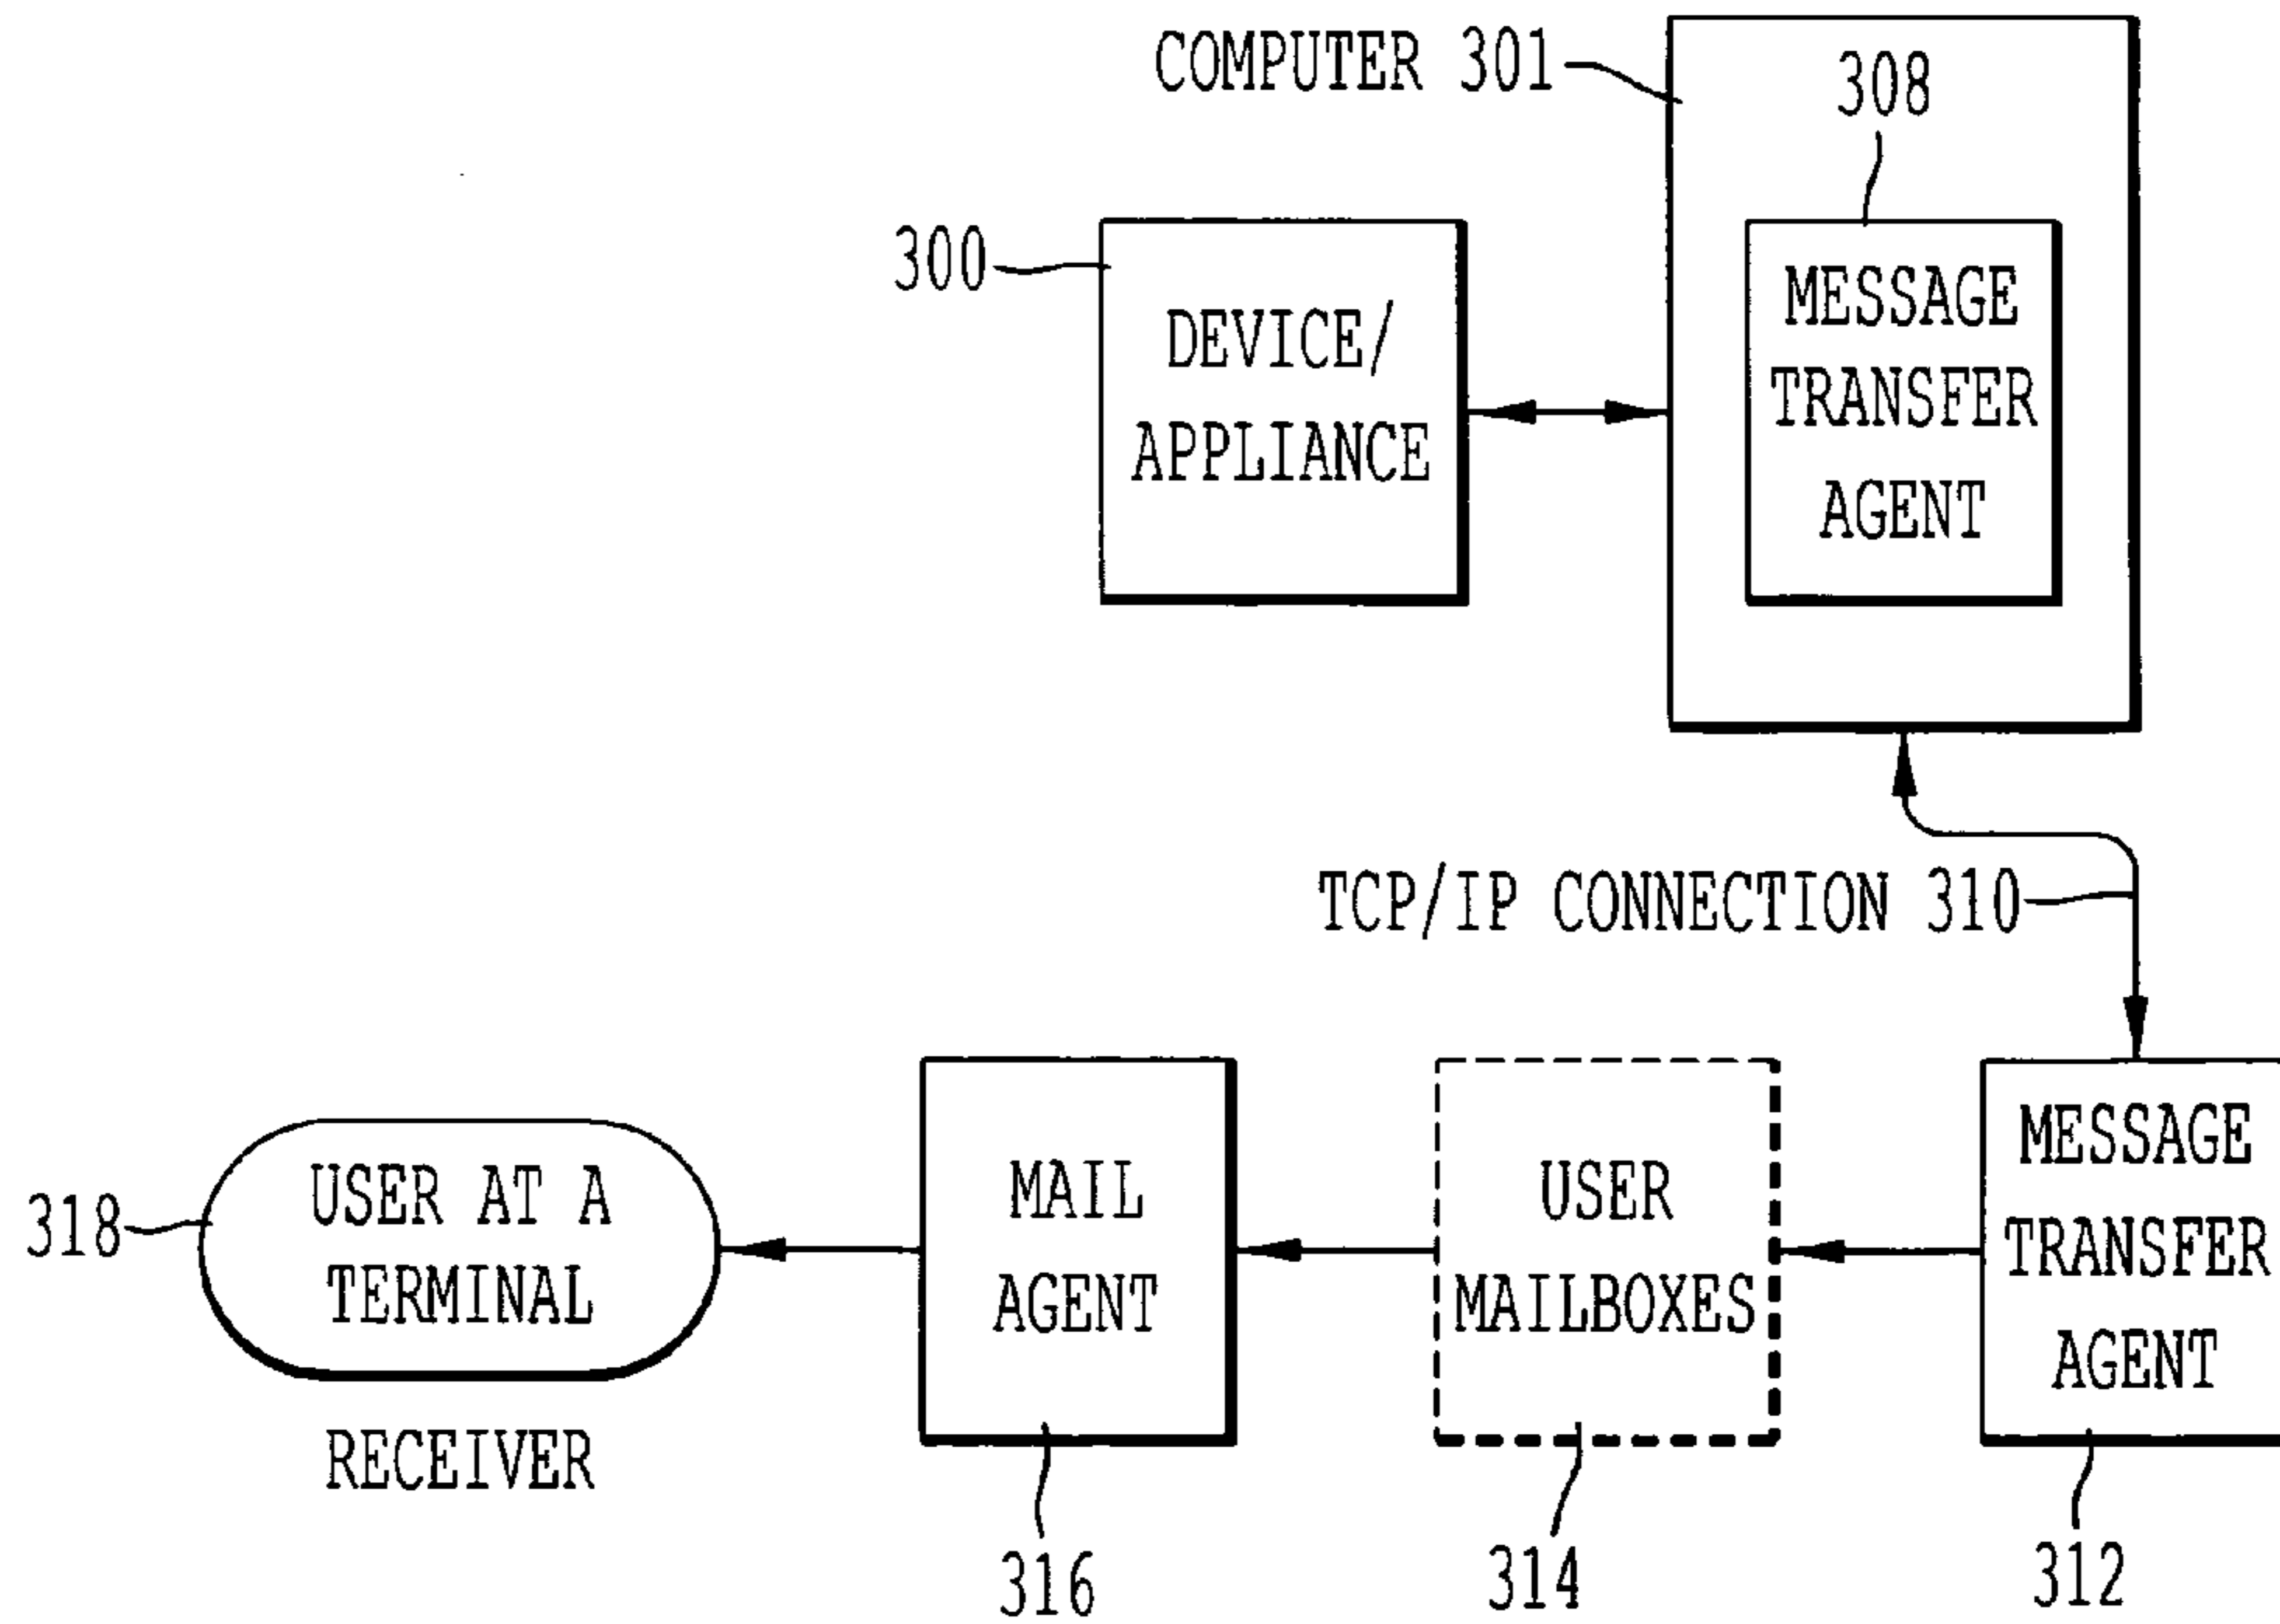 COMPUTER 301
308
300
DEVICE/
APPLIANCE
MESSAGE
TRANSFER
AGENT
TCP/IP CONNECTION 310
318
USER AT A
TERMINAL
RECEIVER
MAIL
AGENT
316
USER
MAILBOXES
314
MESSAGE
TRANSFER
AGENT
312